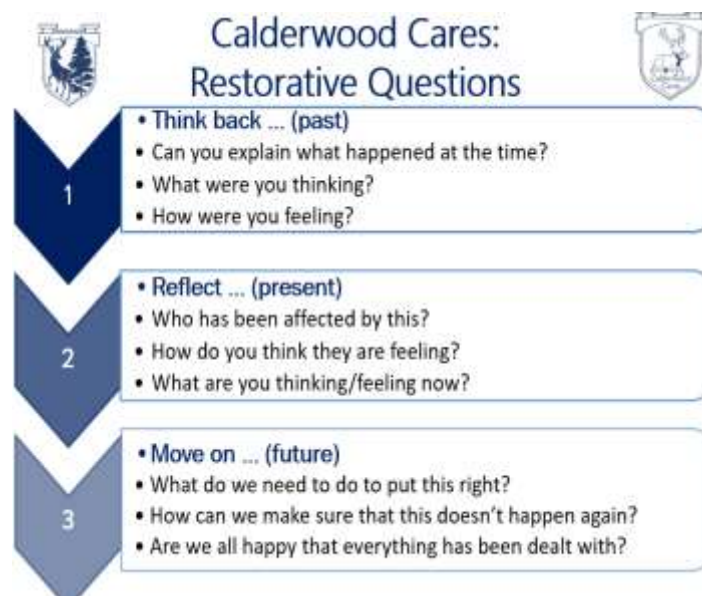 Calderwood Cares:
Restorative Questions
1
• Think back ... (past)
• Can you explain what happened at the time?
• What were you thinking?
• How were you feeling?
2
• Reflect ... (present)
• Who has been affected by this?
• How do you think they are feeling?
• What are you thinking/feeling now?
3
• Move on ... (future)
• What do we need to do to put this right?
• How can we make sure that this doesn't happen again?
• Are we all happy that everything has been dealt with?